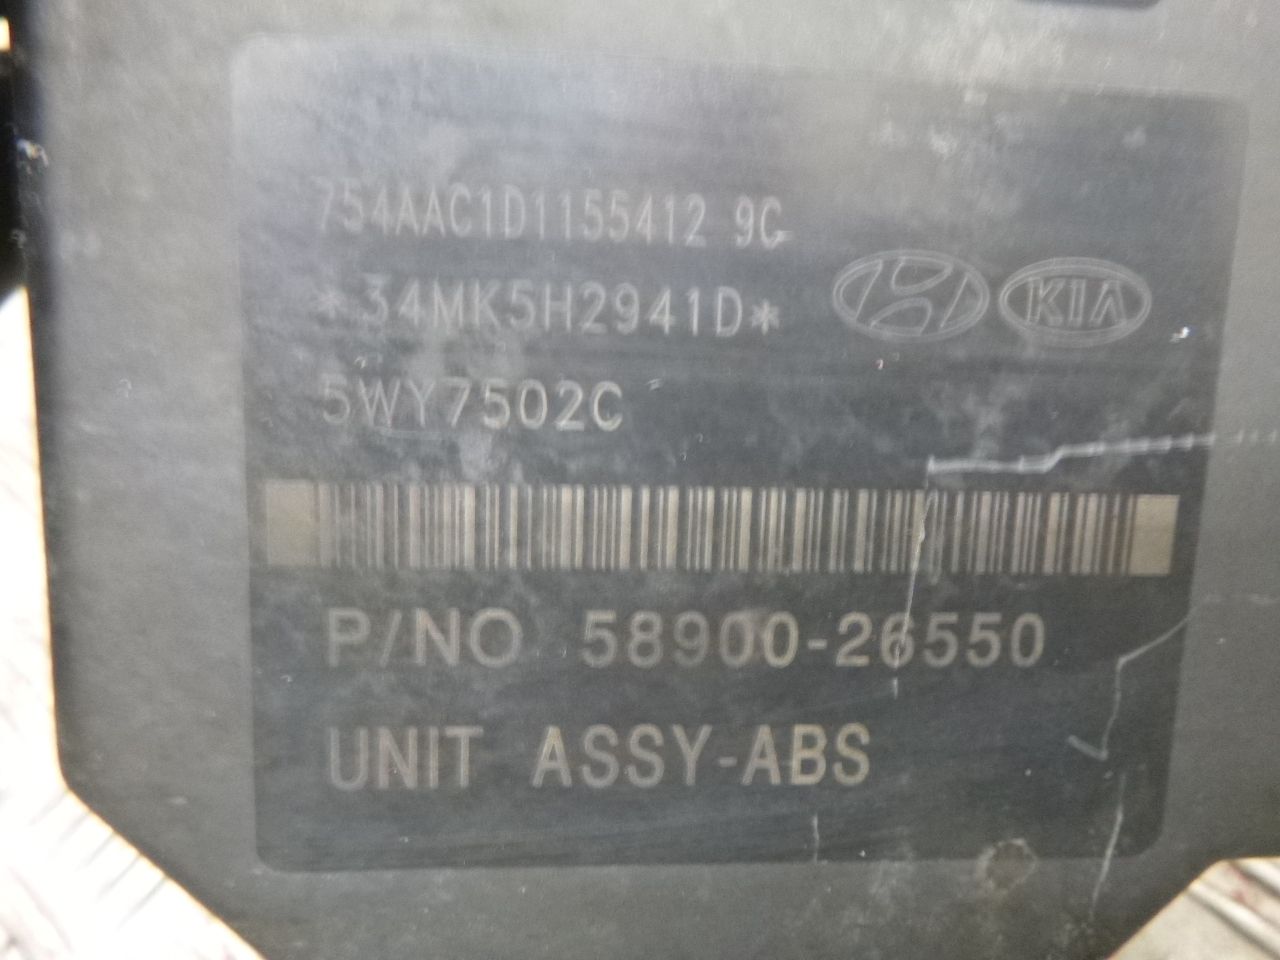 754AAC1D1155412 9C
*34MK5H2941D*
KIA
5WY7502C
P/NO 58900-26550
UNIT ASSY-ABS